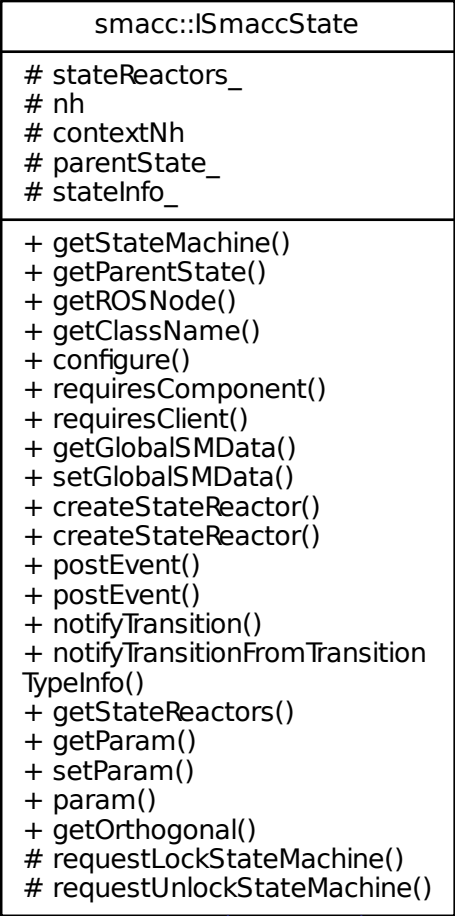 smacc::ISmaccState
# stateReactors_
# nh
# contextNh
# parentState_
# stateInfo_
+ getStateMachine()
+ getParentState()
+ getROSNode()
+ getClassName()
+ configure()
+ requiresComponent()
+ requiresClient()
+ getGlobalSMData()
+ setGlobalSMData()
+ createStateReactor()
+ createStateReactor()
+ postEvent()
+ postEvent()
+ notifyTransition()
+ notifyTransitionFromTransition
TypeInfo()
+ getStateReactors()
+ getParam()
+ setParam()
+ param()
+ getOrthogonal()
# requestLockStateMachine()
# requestUnlockStateMachine()